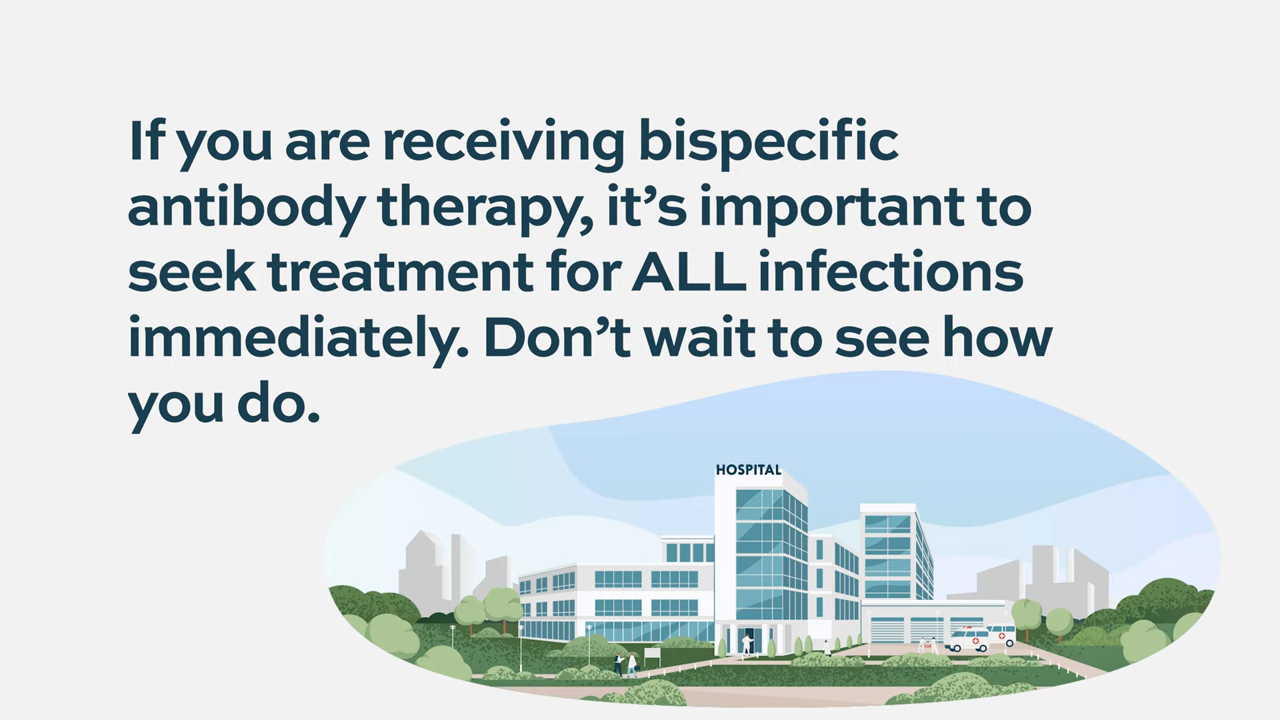 If you are receiving bispecific
antibody therapy, it’s important to
seek treatment for ALL infections
immediately. Don’t wait to see how
you do.
HOSPITAL